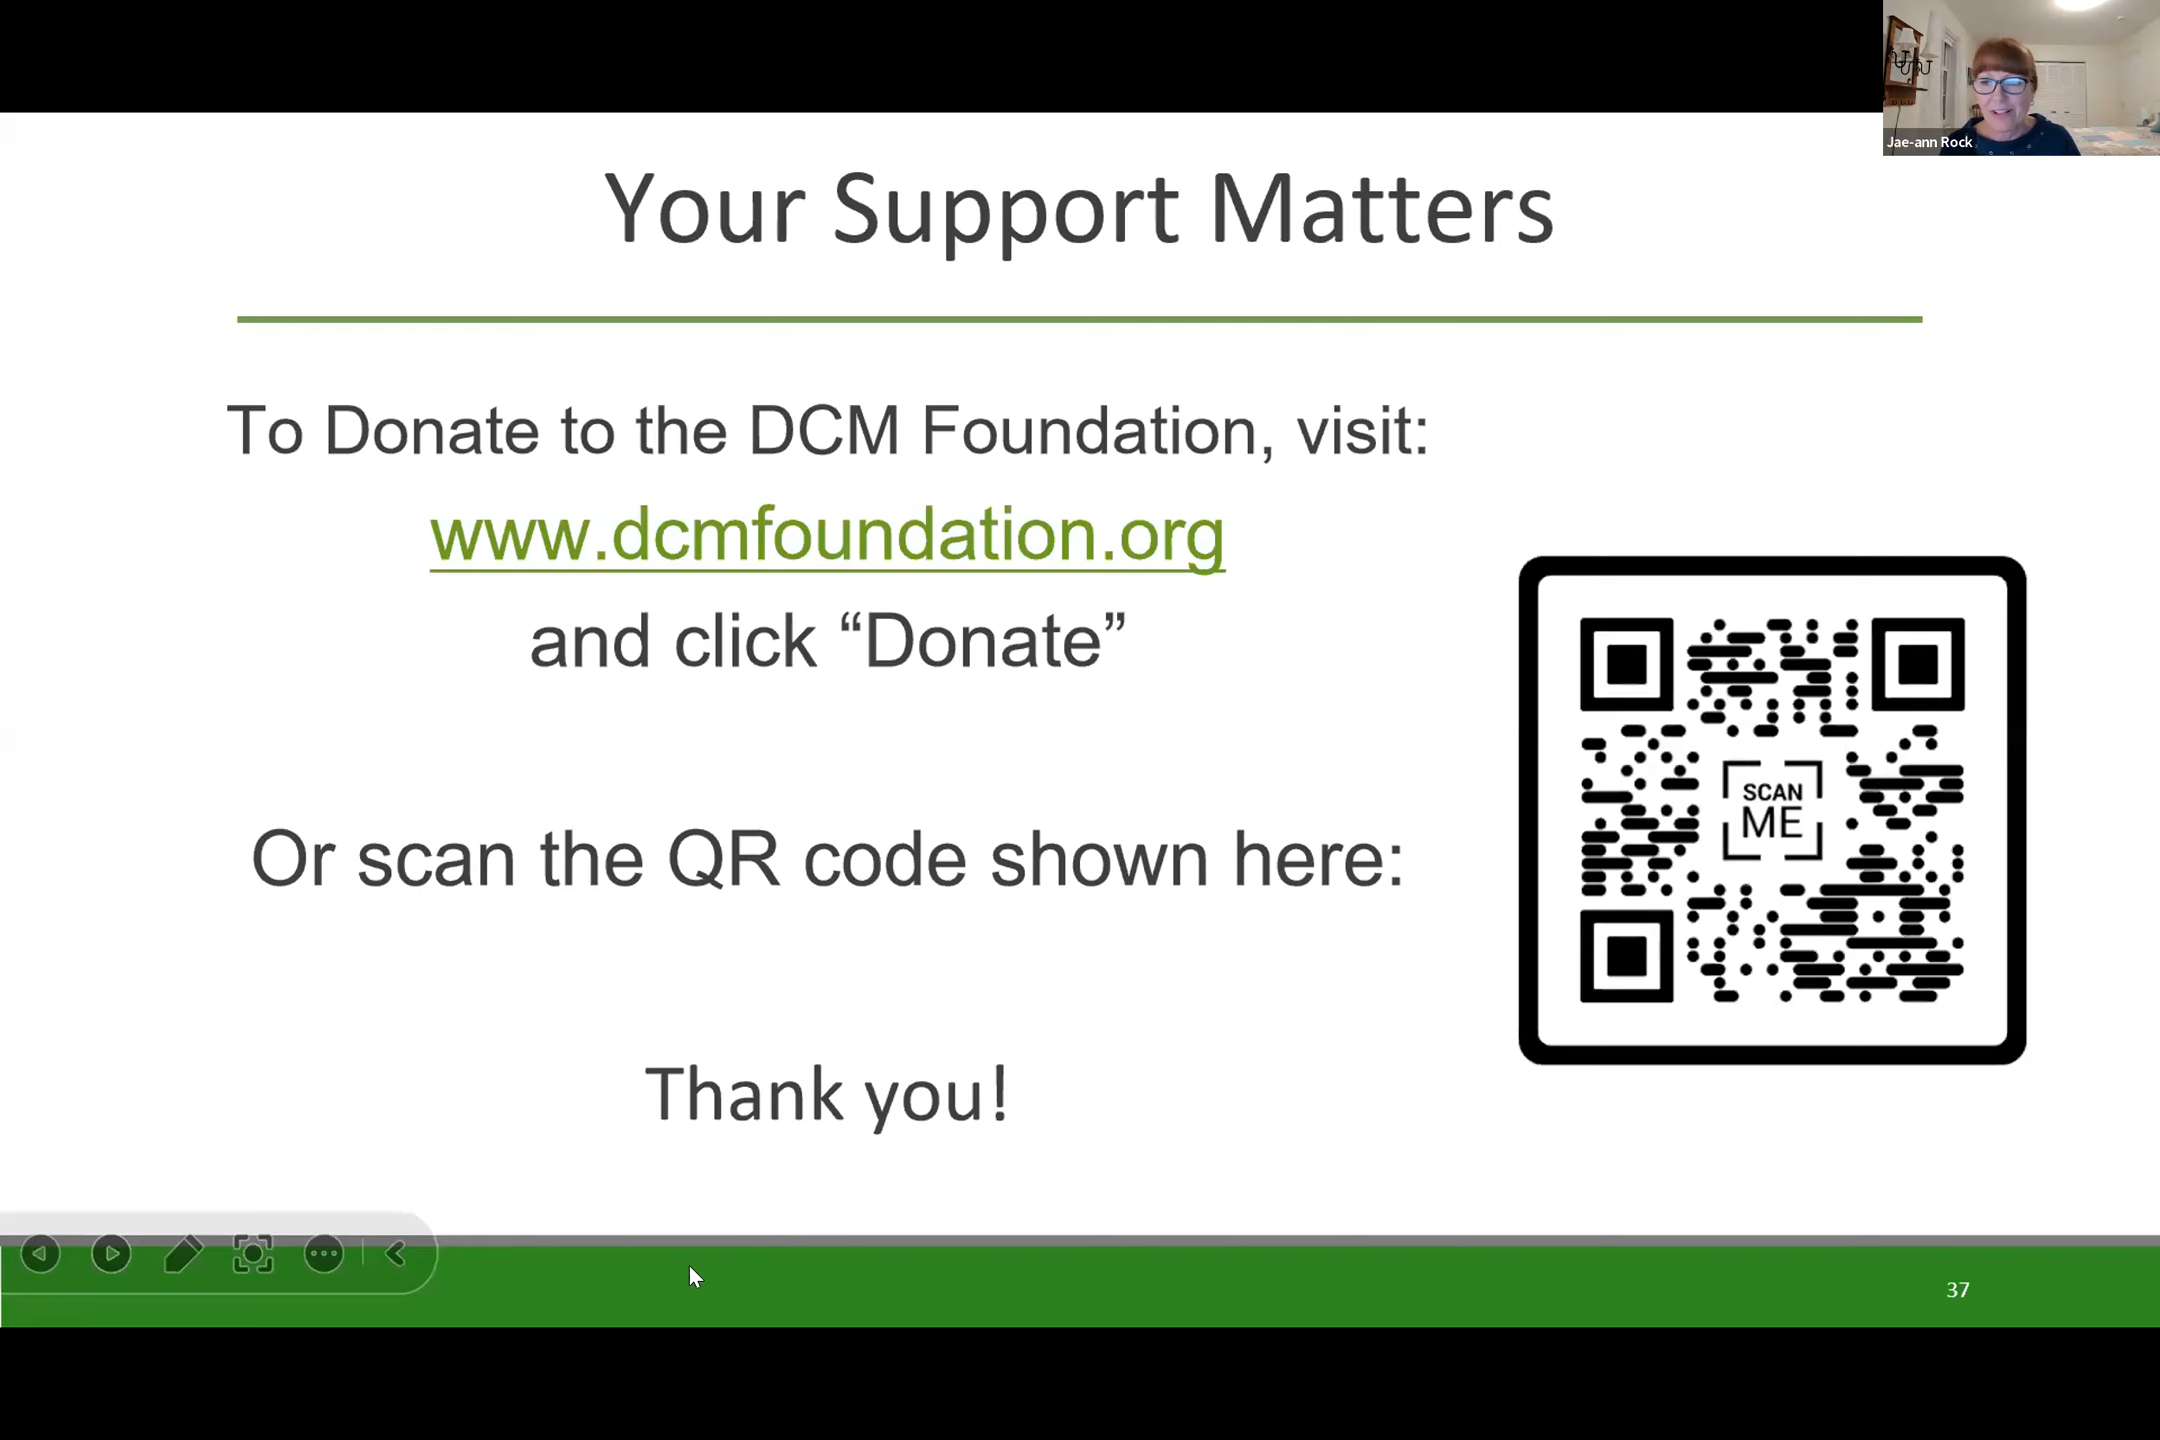 Jae-ann Rock
Your Support Matters
To Donate to the DCM Foundation, visit:
www.dcmfoundation.org
and click “Donate”
Or scan the QR code shown here:
SCAN
ME
Thank you!
37